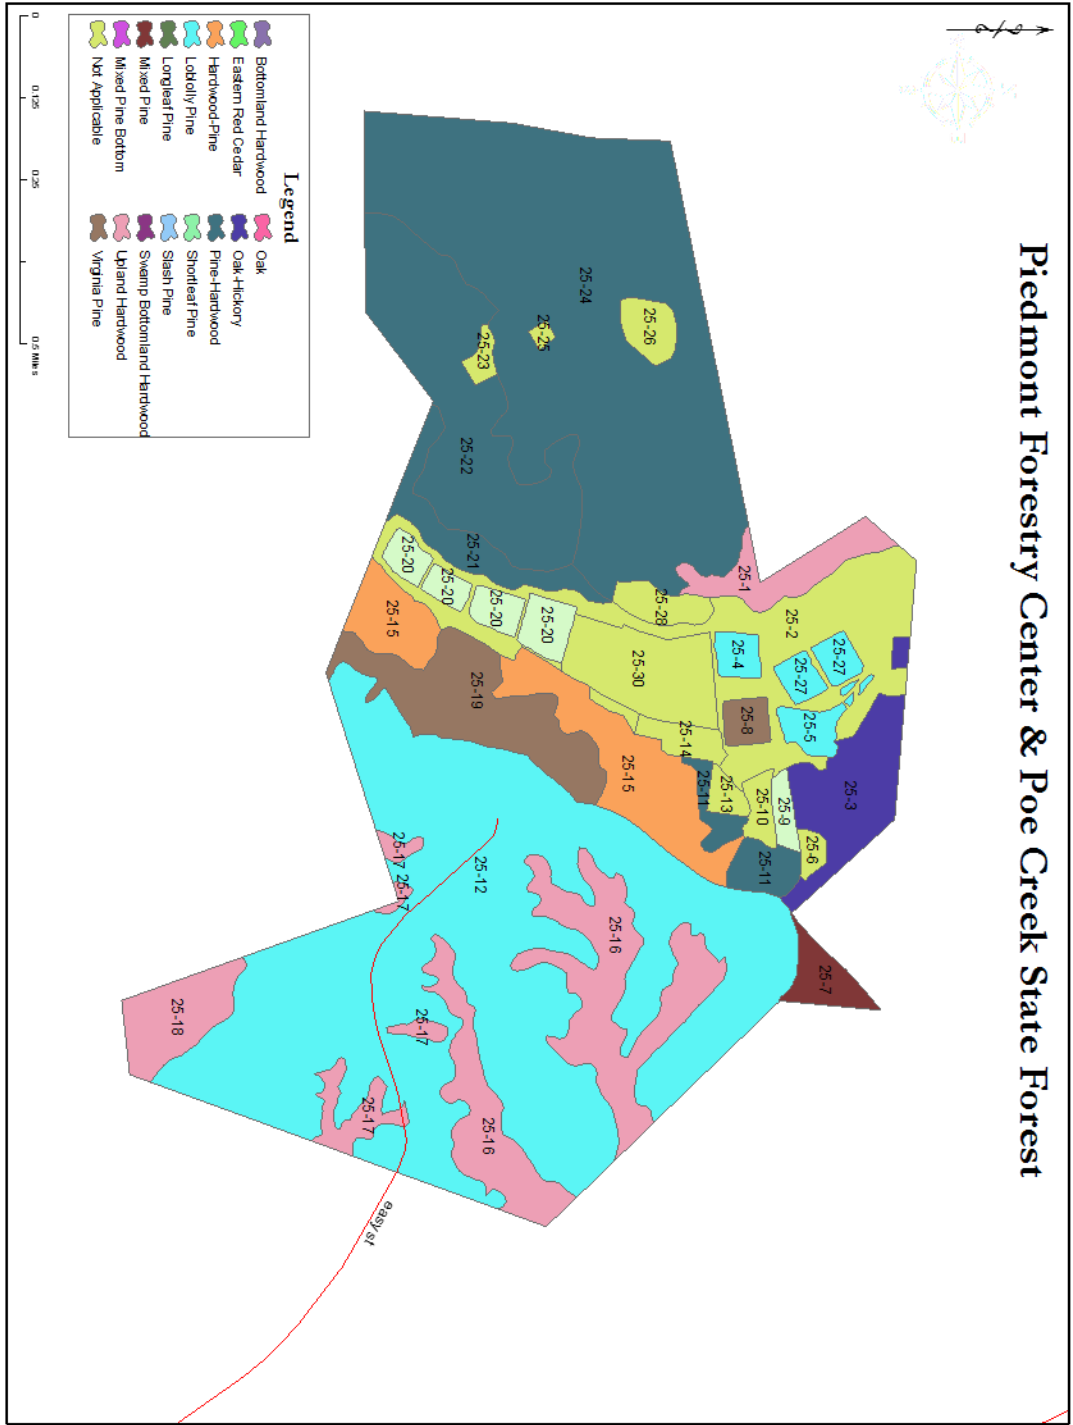 Piedmont Forestry Center & Poe Creek State Forest
25-1
25-2
25-28
25-27
25-27
25-4
25-5
25-8
25-3
25-30
25-14
25-13
25-10
25-9
25-6
25-11
25-11
25-7
25-26
25-24
25-25
25-23
25-22
25-21
25-20
25-20
25-20
25-20
25-15
25-19
25-15
25-12
25-16
25-17
25-17
25-17
25-16
25-17
25-18
easy st
Legend
Bottomland Hardwood
Eastern Red Cedar
Hardwood-Pine
Loblolly Pine
Longleaf Pine
Mixed Pine
Mixed Pine Bottom
Not Applicable
Oak
Oak-Hickory
Pine-Hardwood
Shortleaf Pine
Slash Pine
Swamp Bottomland Hardwood
Upland Hardwood
Virginia Pine
0 0.125 0.25 0.5 Miles